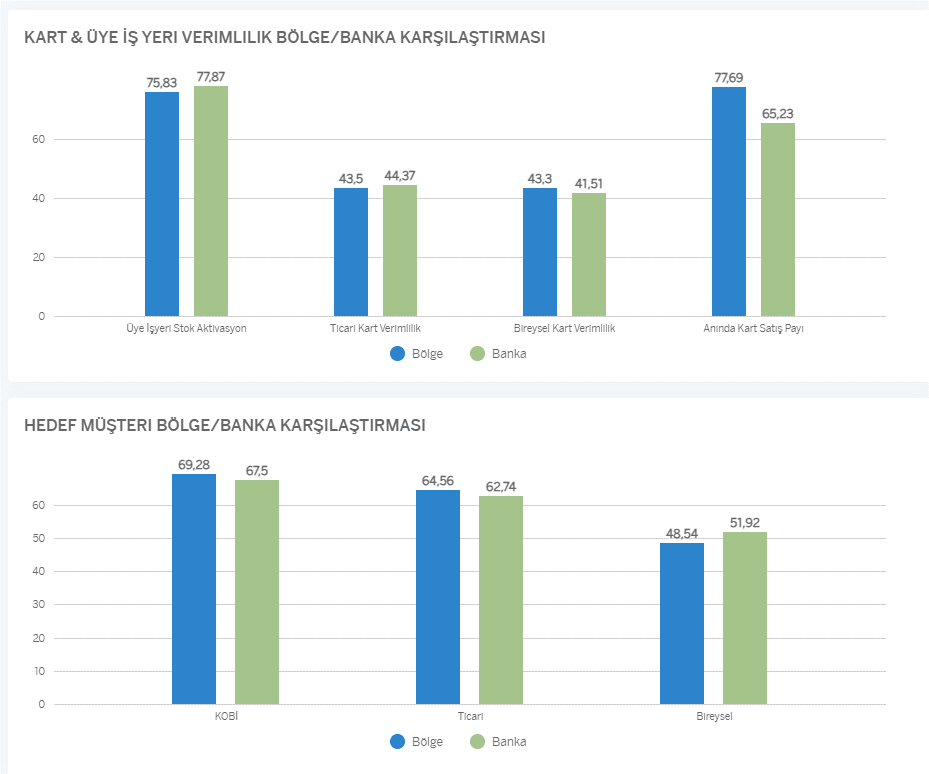 KART & ÜYE İŞ YERI VERIMLILIK BÖLGE/BANKA KARŞILAŞTIRMASI
75,83 77,87 43,5 44,37 43,3 41,51 77,69 65,23
60
40
20
0
Üye İşyeri Stok Aktivasyon Ticari Kart Verimlilik Bireysel Kart Verimlilik Anında Kart Satış Payı
Bölge Banka
HEDEF MÜŞTERI BÖLGE/BANKA KARŞILAŞTIRMASI
69,28 67,5 64,56 62,74 48,54 51,92
60
50
40
30
20
10
0
KOBİ Ticari Bireysel
Bölge Banka